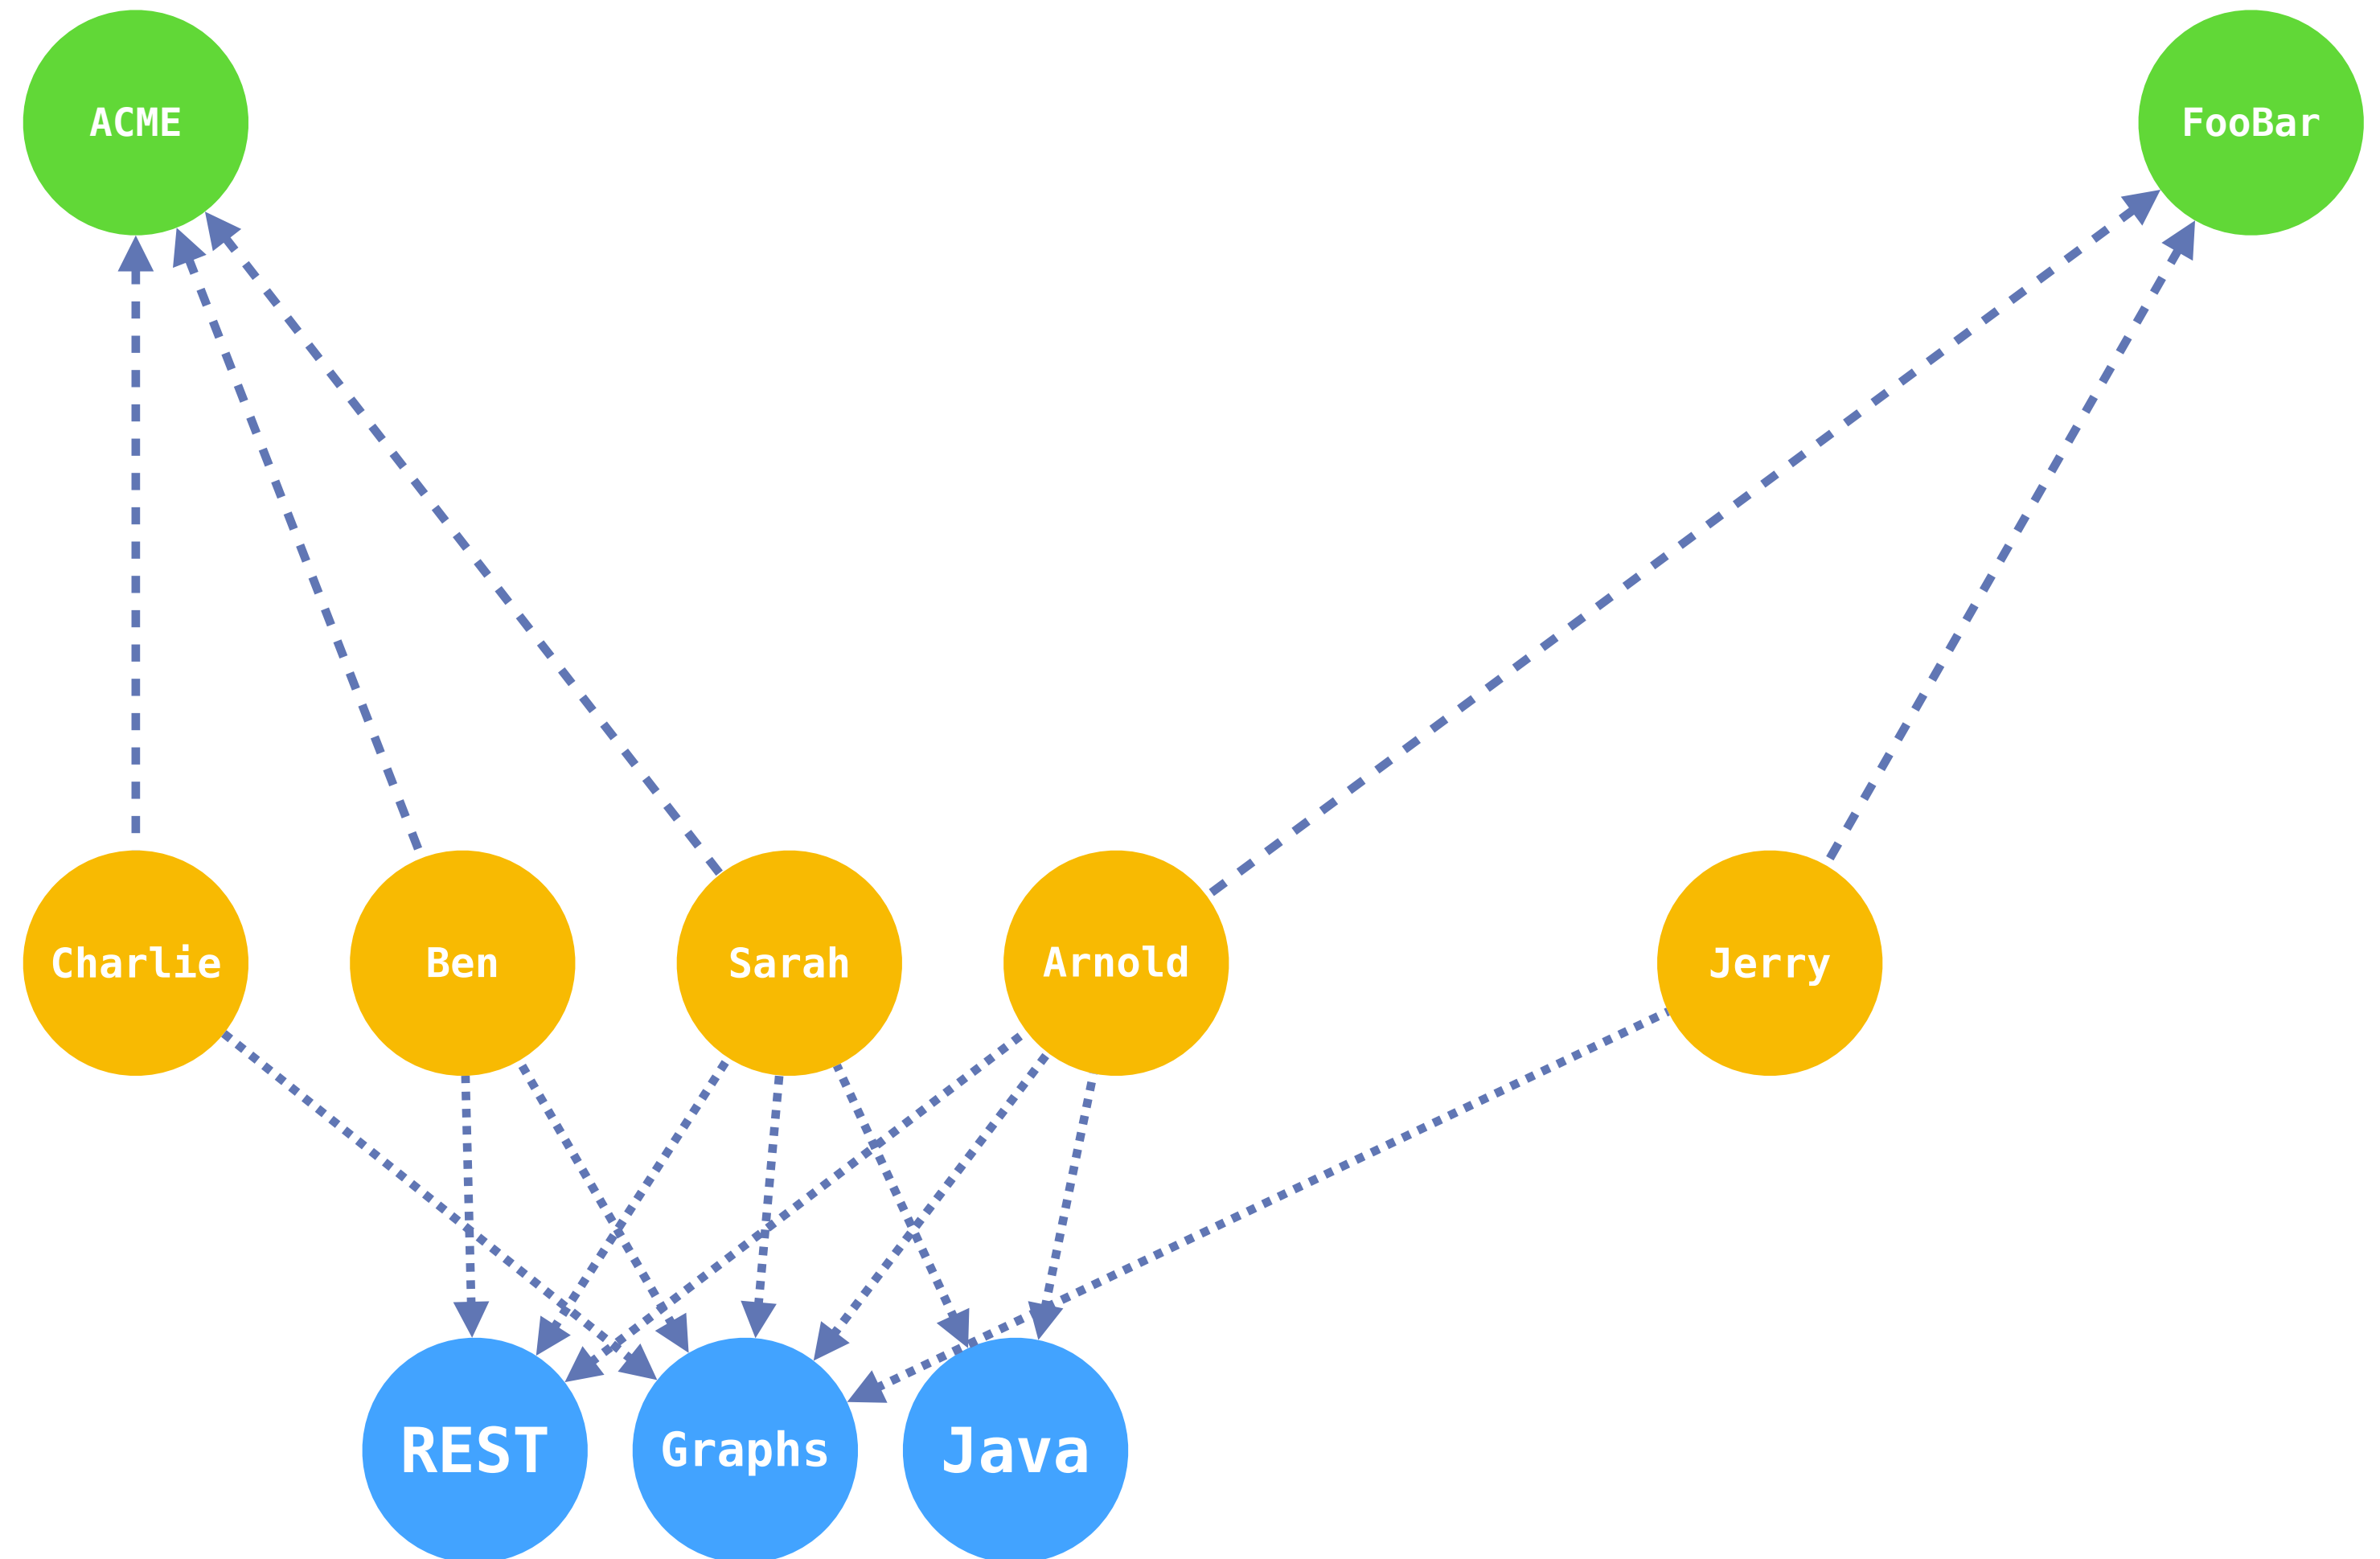 ACME
FooBar
Charlie
Ben
Sarah
Arnold
Jerry
REST
Graphs
Java